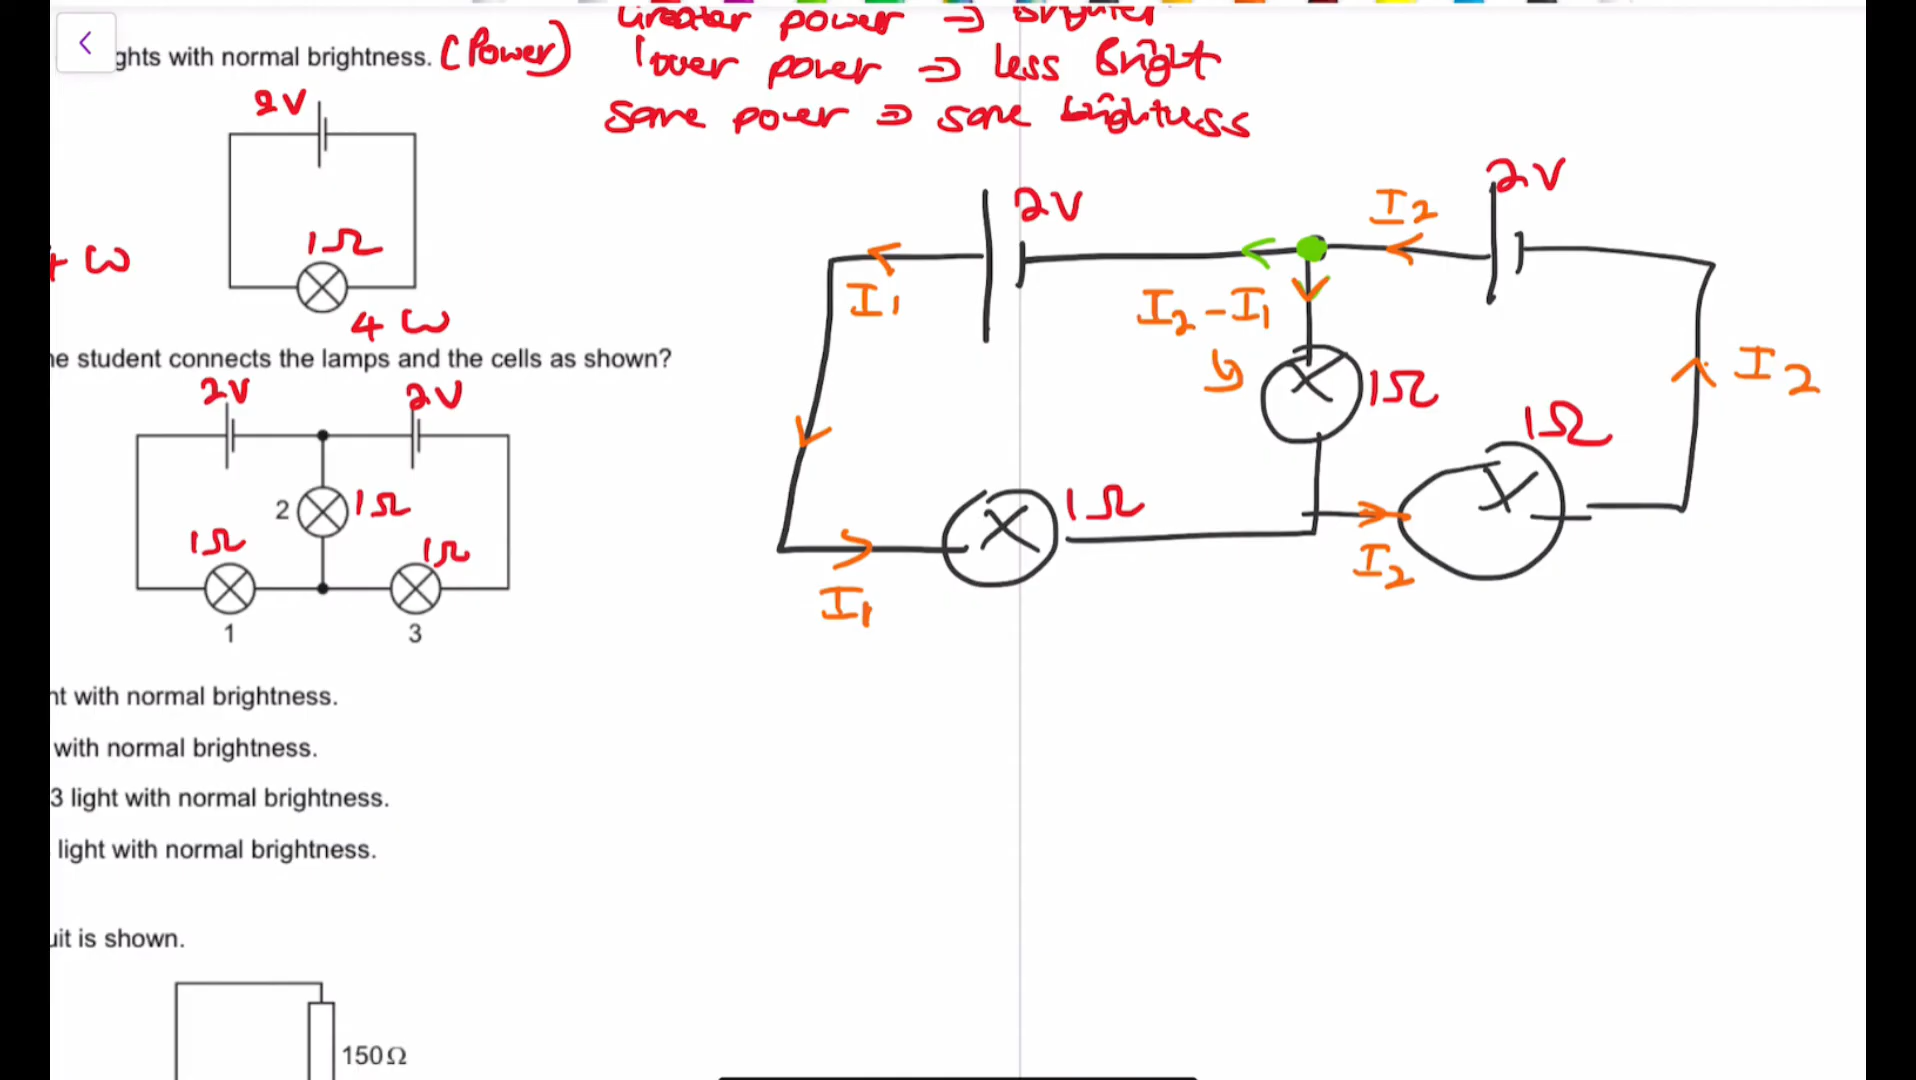 Greater power ⇒ Brighter
ghts with normal brightness. (Power)
lower power ⇒ less Bright
Same power ⇒ same brightness
2V
1Ω
4 W
4 W
e student connects the lamps and the cells as shown?
2V
2V
2
1Ω
1Ω
1Ω
1
3
2V
2V
I2
I1
I2 - I1
1Ω
I2
1Ω
1Ω
I2
I1
t with normal brightness.
with normal brightness.
3 light with normal brightness.
light with normal brightness.
uit is shown.
150Ω